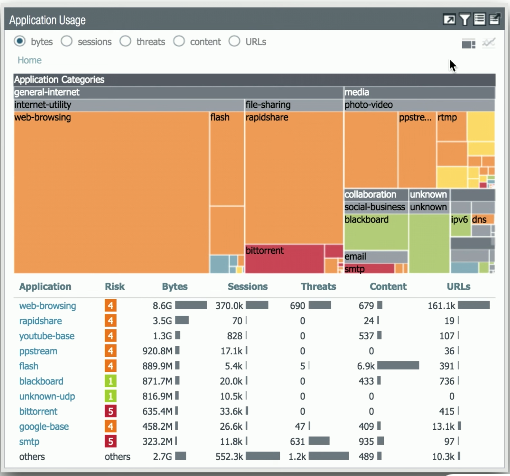 Application Usage
bytes sessions threats content URLs
Home
Application Categories
general-internet media
internet-utility file-sharing photo-video
web-browsing flash rapidshare ppstre... rtmp
collaboration unknown
social-business unknown
blackboard ipv6 dns
bittorrent
email
smtp
Application Risk Bytes Sessions Threats Content URLs
web-browsing 4 8.6G 370.0k 690 679 161.1k
rapidshare 4 3.5G 70 0 24 19
youtube-base 4 1.3G 828 0 537 107
ppstream 4 920.8M 17.1k 0 0 36
flash 4 889.9M 5.4k 5 6.9k 391
blackboard 1 871.7M 20.0k 0 433 736
unknown-udp 1 816.9M 10.5k 0 0 0
bittorrent 5 635.4M 33.6k 0 0 415
google-base 4 458.2M 26.6k 47 409 13.1k
smtp 5 323.2M 11.8k 631 935 97
others others 2.7G 552.3k 1.2k 489 10.3k